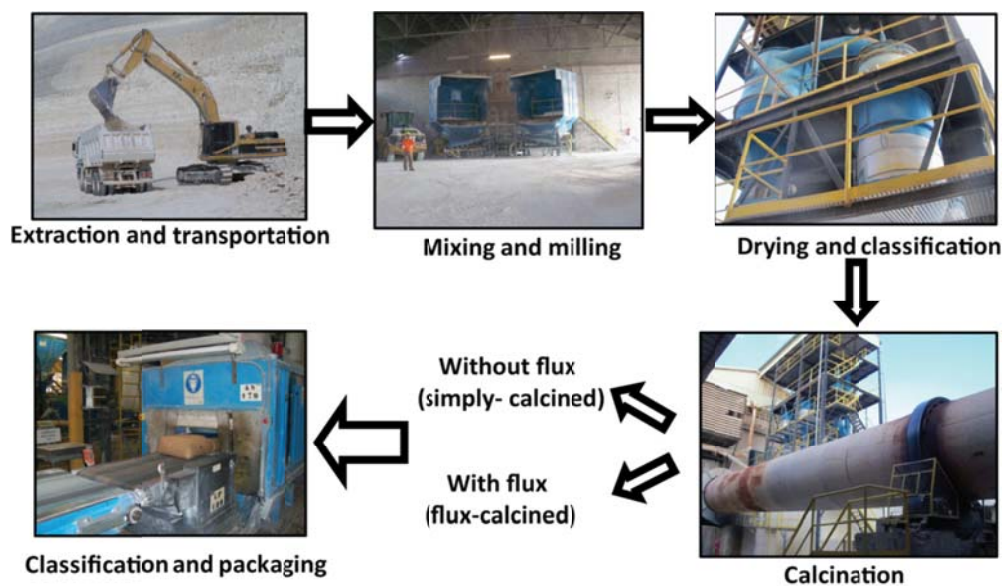 Extraction and transportation
Mixing and milling
Drying and classification
Without flux
(simply- calcined)
With flux
(flux-calcined)
Classification and packaging
Calcination